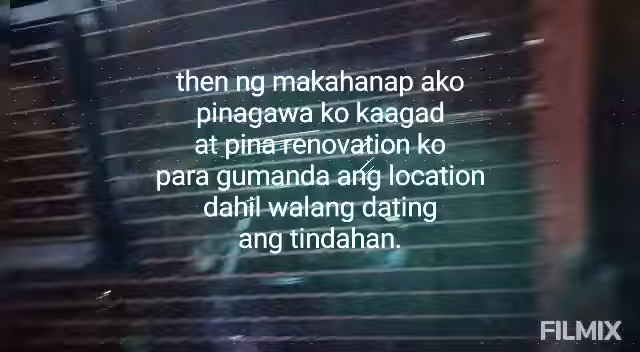 then ng makahanap ako
pinagawa ko kaagad
at pina renovation ko
para gumanda ang location
dahil walang dating
ang tindahan.
FILMIX